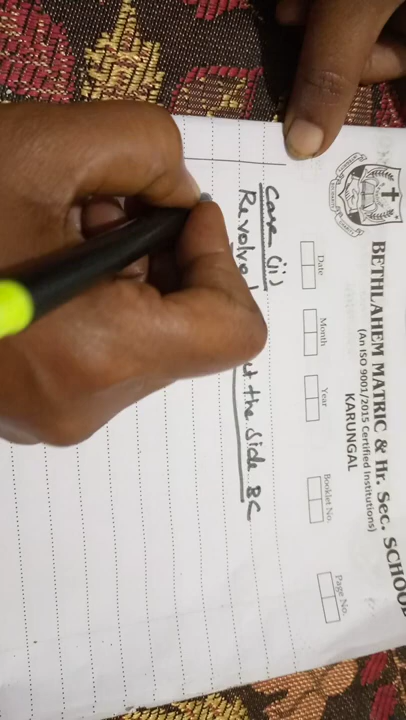 BETHLAHEM MATRIC & Hr. Sec. SCHOOL
(An ISO 9001/2015 Certified Institutions)
KARUNGAL
Date
Month
Year
Booklet No.
Page No.
Case (ii)
the side BC